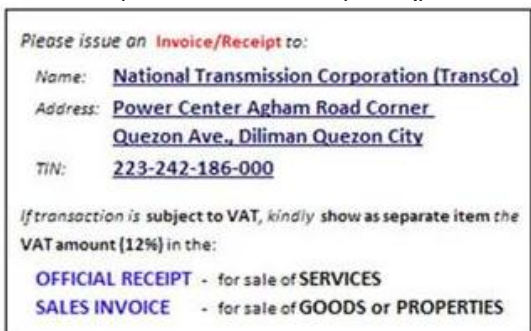 Please issue an Invoice/Receipt to:
Name: National Transmission Corporation (TransCo)
Address: Power Center Agham Road Corner
Quezon Ave., Diliman Quezon City
TIN: 223-242-186-000
If transaction is subject to VAT, kindly show as separate item the
VAT amount (12%) in the:
OFFICIAL RECEIPT - for sale of SERVICES
SALES INVOICE - for sale of GOODS or PROPERTIES